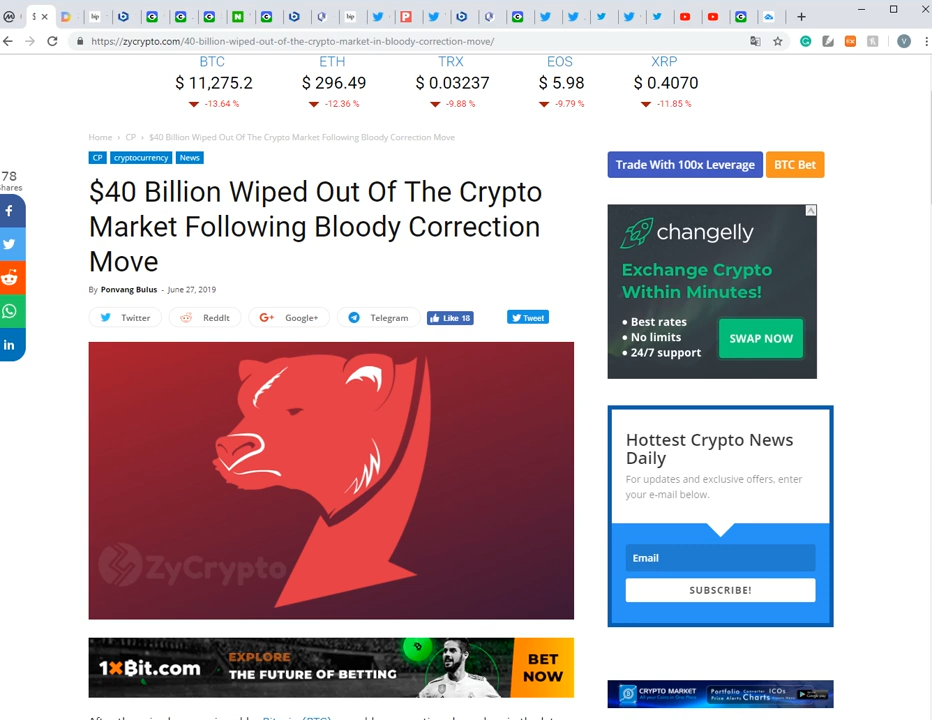 https://zycrypto.com/40-billion-wiped-out-of-the-crypto-market-in-bloody-correction-move/
V
BTC ETH TRX EOS XRP
$ 11,275.2 $ 296.49 $ 0.03237 $ 5.98 $ 0.4070
-13.64 % -12.36 % -9.88 % -9.79 % -11.85 %
Home › CP › $40 Billion Wiped Out Of The Crypto Market Following Bloody Correction Move
CP cryptocurrency News
$40 Billion Wiped Out Of The Crypto
Market Following Bloody Correction
Move
By Ponvang Bulus - June 27, 2019
Twitter ReddIt Google+ Telegram Like 18 Tweet
78
Shares
ZyCrypto
1XBit.com
EXPLORE
THE FUTURE OF BETTING
BET
NOW
Trade With 100x Leverage BTC Bet
changelly
Exchange Crypto
Within Minutes!
• Best rates
• No limits
• 24/7 support
SWAP NOW
Hottest Crypto News
Daily
For updates and exclusive offers, enter
your e-mail below.
Email
SUBSCRIBE!
CRYPTO MARKET
Portfolio Converter ICOs
Price Alerts Charts